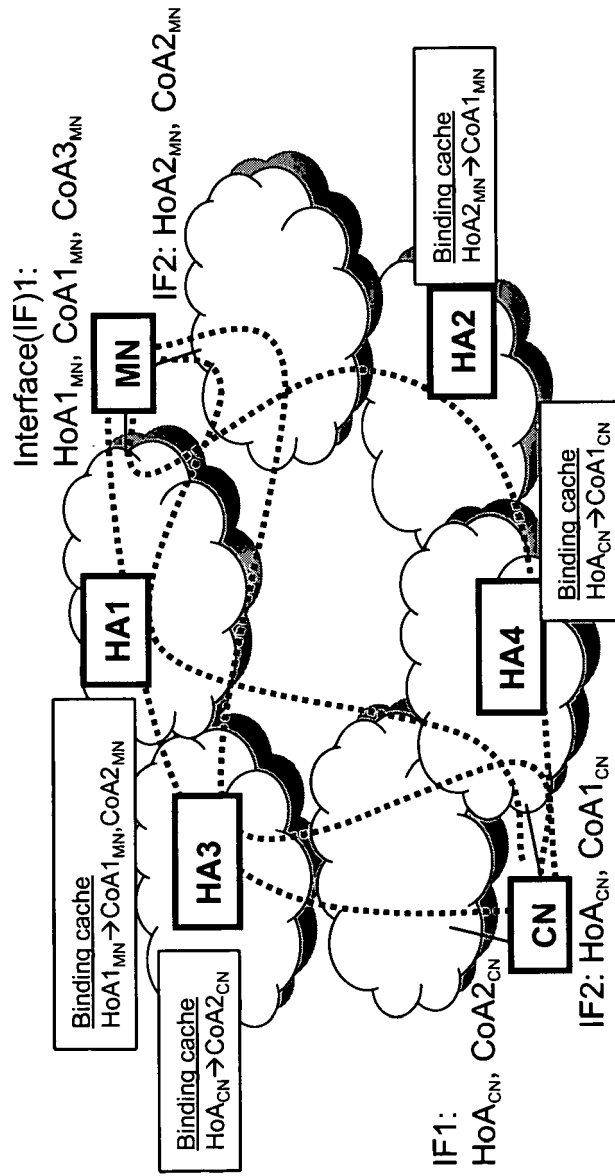 Interface(IF)1:
HoA1MN, CoA1MN, CoA3MN
MN
IF2: HoA2MN, CoA2MN
Binding cache
HoA1MN→CoA1MN,CoA2MN
HA1
Binding cache
HoACN→CoA2CN
HA3
HA2
Binding cache
HoA2MN→CoA1MN
HA4
Binding cache
HoACN→CoA1CN
IF1:
HoACN, CoA2CN
CN
IF2: HoACN, CoA1CN